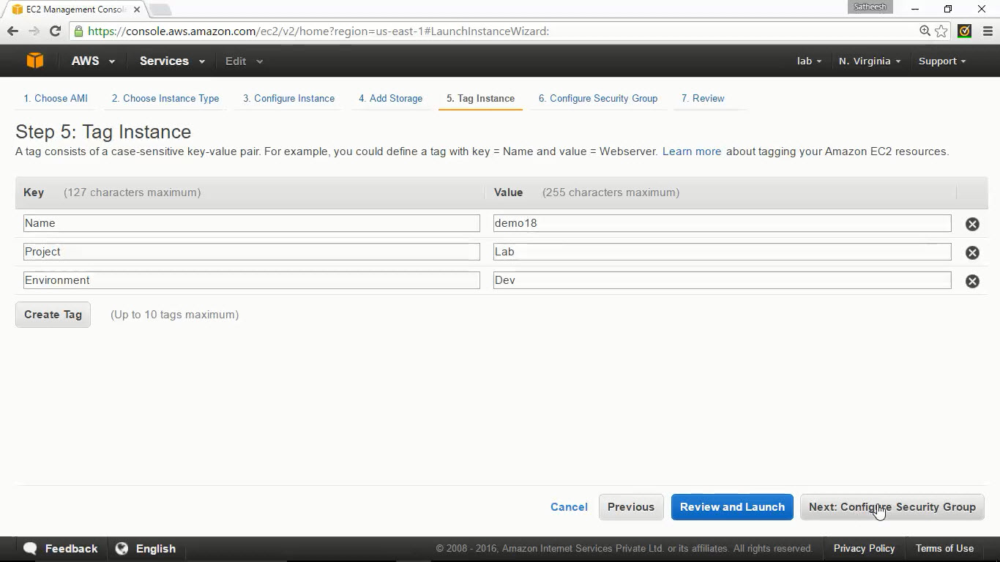 EC2 Management Consol
Satheesh
https://console.aws.amazon.com/ec2/v2/home?region=us-east-1#LaunchInstanceWizard:
AWS Services Edit lab N. Virginia Support
1. Choose AMI 2. Choose Instance Type 3. Configure Instance 4. Add Storage 5. Tag Instance 6. Configure Security Group 7. Review
Step 5: Tag Instance
A tag consists of a case-sensitive key-value pair. For example, you could define a tag with key = Name and value = Webserver. Learn more about tagging your Amazon EC2 resources.
Key (127 characters maximum) Value (255 characters maximum)
Name demo18
Project Lab
Environment Dev
Create Tag (Up to 10 tags maximum)
Cancel Previous Review and Launch Next: Configure Security Group
Feedback English © 2008 - 2016, Amazon Internet Services Private Ltd. or its affiliates. All rights reserved. Privacy Policy Terms of Use